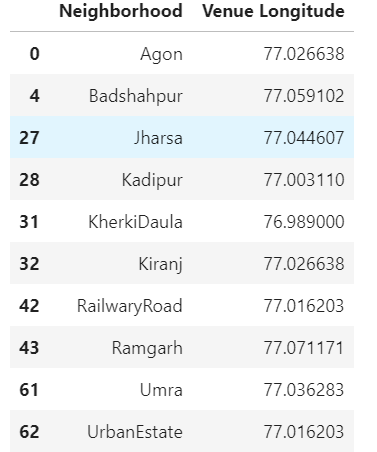 Neighborhood Venue Longitude
0 Agon 77.026638
4 Badshahpur 77.059102
27 Jharsa 77.044607
28 Kadipur 77.003110
31 KherkiDaula 76.989000
32 Kiranj 77.026638
42 RailwaryRoad 77.016203
43 Ramgarh 77.071171
61 Umra 77.036283
62 UrbanEstate 77.016203